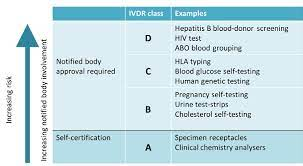 IVDR class Examples
D
Hepatitis B blood-donor screening
HIV test
ABO blood grouping
Notified body
approval required
C
HLA typing
Blood glucose self-testing
Human genetic testing
B
Pregnancy self-testing
Urine test-strips
Cholesterol self-testing
Self-certification
A
Specimen receptacles
Clinical chemistry analysers
Increasing risk
Increasing notified body involvement